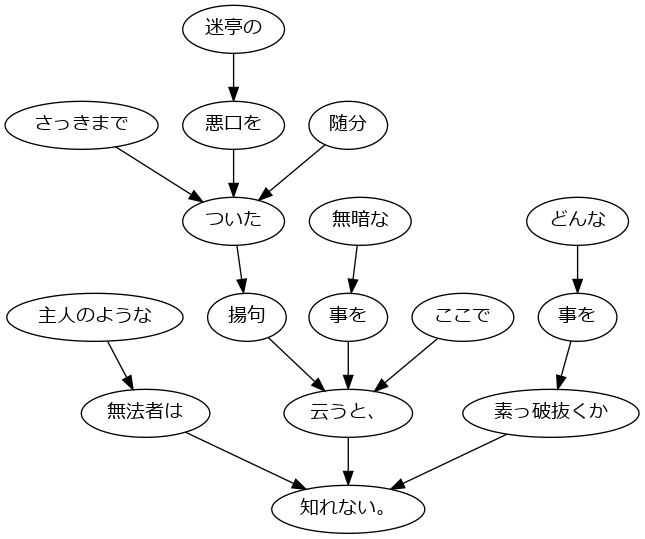 迷亭の
さっきまで
悪口を
随分
ついた
無暗な
どんな
主人のような
揚句
事を
ここで
事を
無法者は
云うと、
素っ破抜くか
知れない。